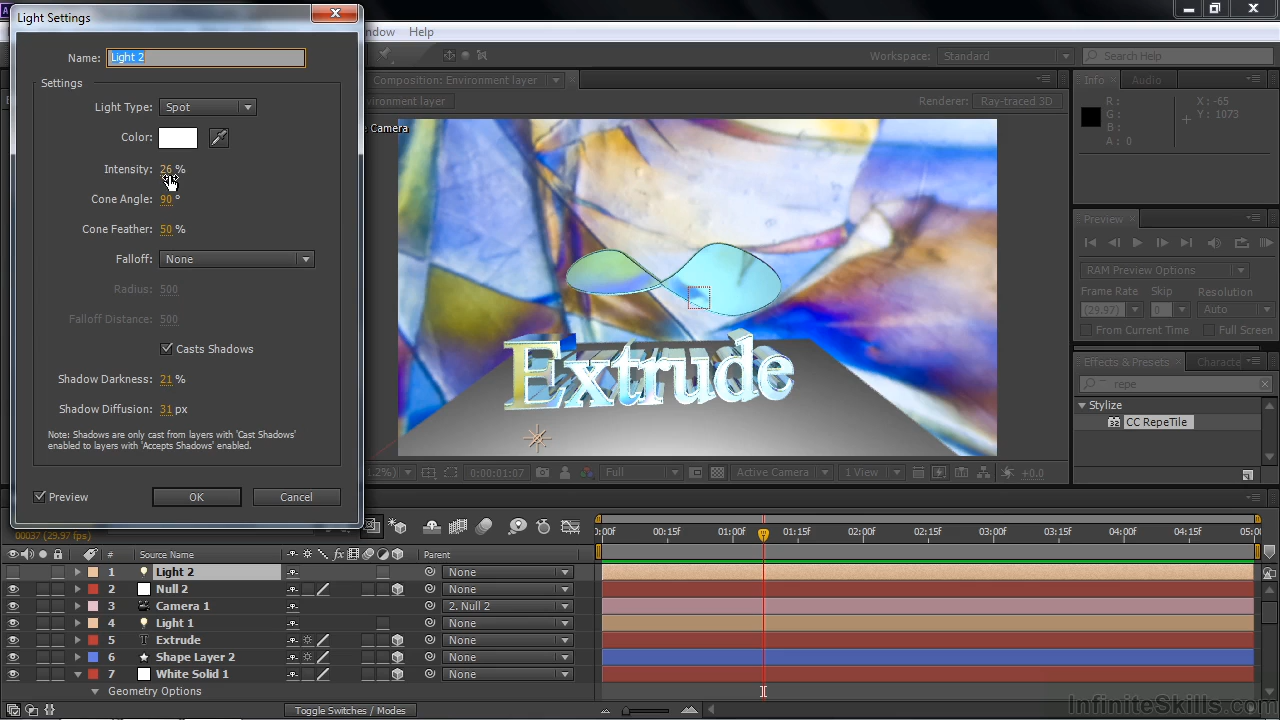 Light Settings
Name: Light 2
Settings
Light Type: Spot
Color:
Intensity: 26 %
Cone Angle: 90 °
Cone Feather: 50 %
Falloff: None
Radius: 500
Falloff Distance: 500
Casts Shadows
Shadow Darkness: 21 %
Shadow Diffusion: 31 px
Note: Shadows are only cast from layers with 'Cast Shadows'
enabled to layers with 'Accepts Shadows' enabled.
Preview OK Cancel
ndow Help
Workspace: Standard Search Help
Composition: Environment layer
vironment layer Renderer: Ray-traced 3D
e Camera
Extrude
Full Active Camera 1 View +0.0
0:00:01:07
Info Audio
R : X : -65
G : Y : 1073
B :
A : 0
Preview
RAM Preview Options
Frame Rate Skip Resolution
(29.97) 0 Auto
From Current Time Full Screen
Effects & Presets Characte
repe
Stylize
32 CC RepeTile
00037 (29.97 fps)
# Source Name fx Parent
1 Light 2 None
2 Null 2 None
3 Camera 1 2. Null 2
4 Light 1 None
5 T Extrude None
6 Shape Layer 2 None
7 White Solid 1 None
Geometry Options
Toggle Switches / Modes
:00f 00:15f 01:00f 01:15f 02:00f 02:15f 03:00f 03:15f 04:00f 04:15f 05:0
InfiniteSkills.com